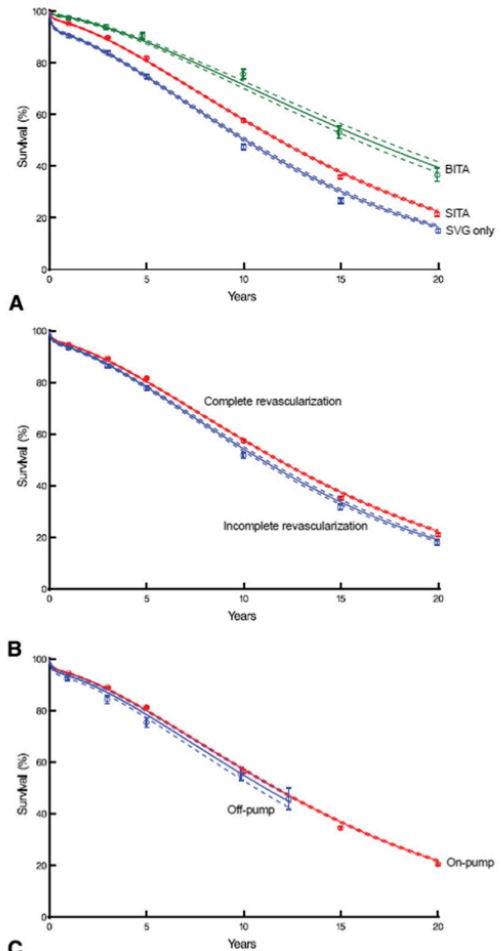 100
80
60
40
20
0
Survival (%)
BITA
SITA
SVG only
0 5 10 15 20
Years
A
100
80
60
40
20
0
Survival (%)
Complete revascularization
Incomplete revascularization
0 5 10 15 20
Years
B
100
80
60
40
20
0
Survival (%)
Off-pump
On-pump
0 5 10 15 20
Years
C